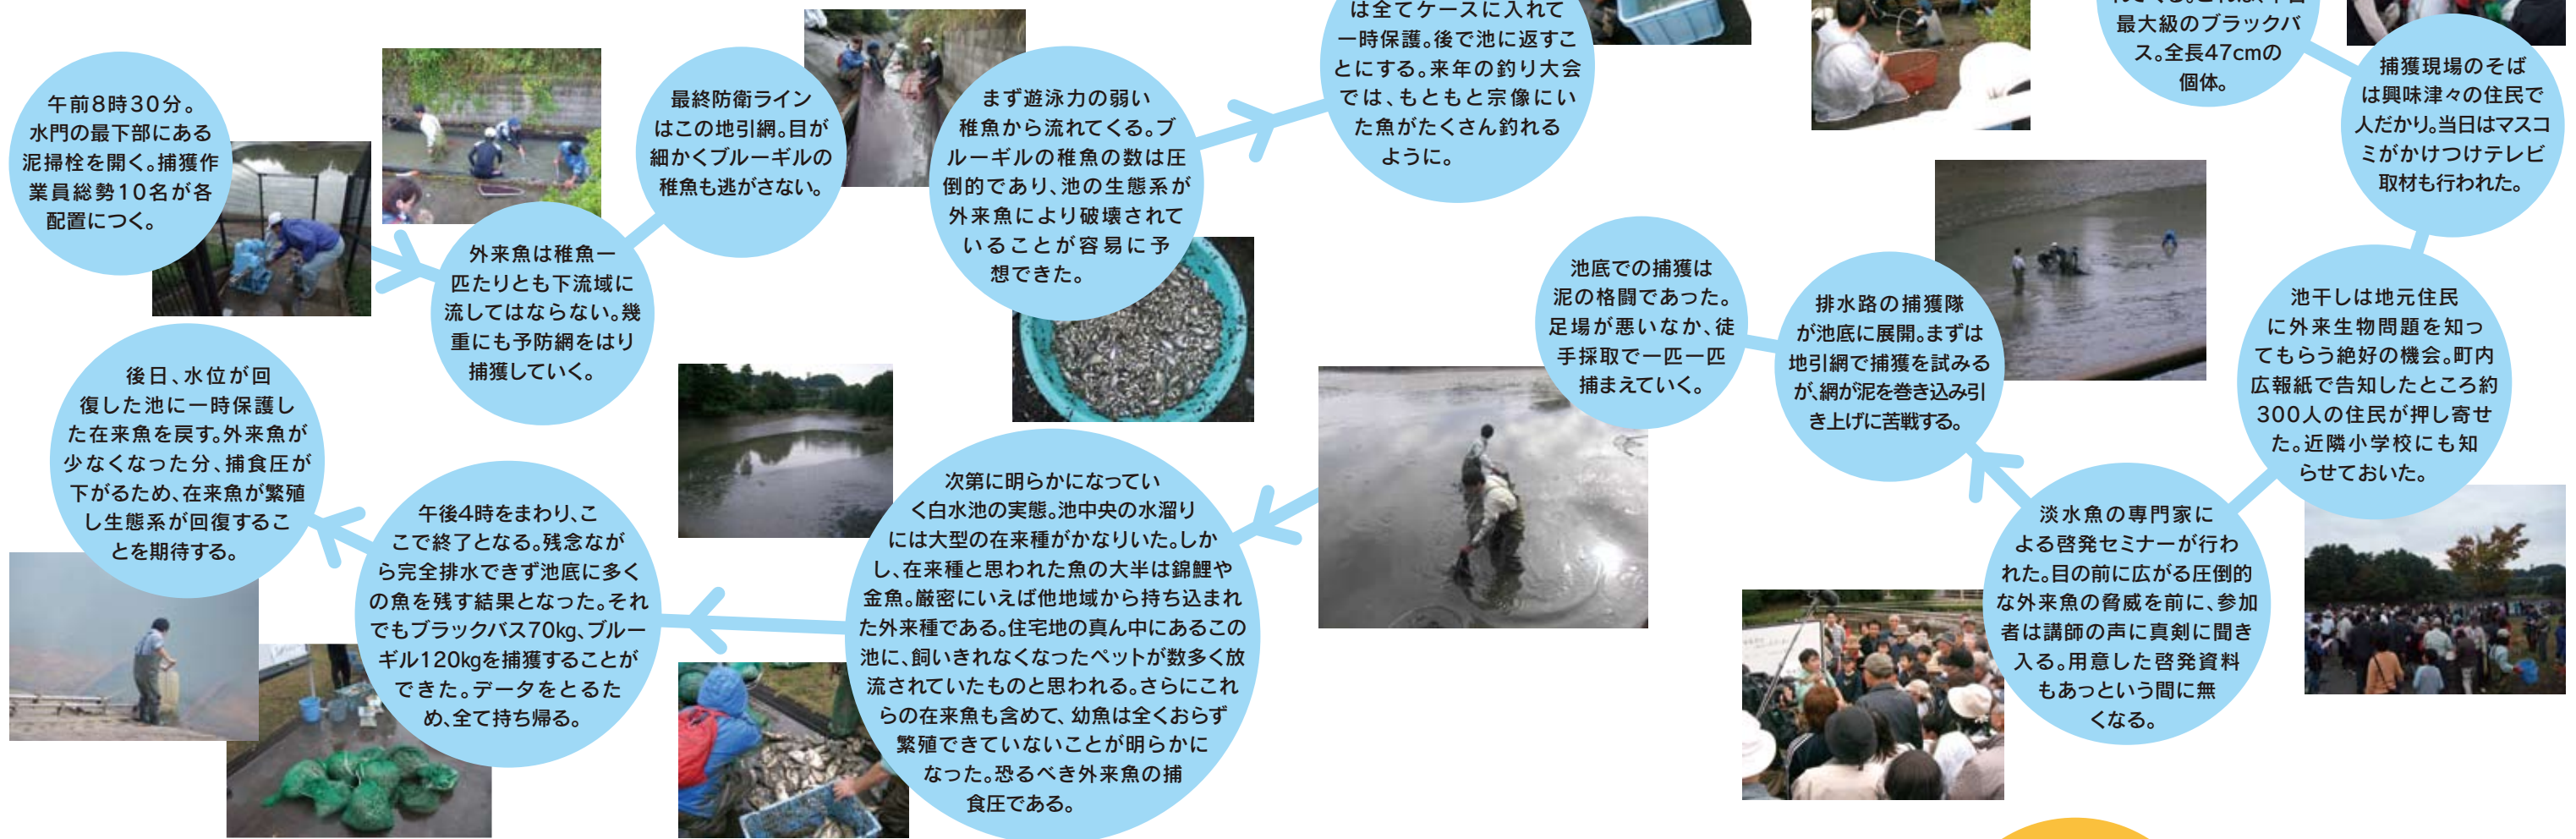 午前8時30分。
水門の最下部にある
泥掃栓を開く。捕獲作
業員総勢10名が各
配置につく。
外来魚は稚魚一
匹たりとも下流域に
流してはならない。幾
重にも予防網をはり
捕獲していく。
最終防衛ライン
はこの地引網。目が
細かくブルーギルの
稚魚も逃がさない。
まず遊泳力の弱い
稚魚から流れてくる。ブ
ルーギルの稚魚の数は圧
倒的であり、池の生態系が
外来魚により破壊されて
いることが容易に予
想できた。
は全てケースに入れて
一時保護。後で池に返すこ
とにする。来年の釣り大会
では、もともと宗像にい
た魚がたくさん釣れる
ように。
最大級のブラックバ
ス。全長47cmの
個体。
捕獲現場のそば
は興味津々の住民で
人だかり。当日はマスコ
ミがかけつけテレビ
取材も行われた。
池干しは地元住民
に外来生物問題を知っ
てもらう絶好の機会。町内
広報紙で告知したところ約
300人の住民が押し寄せ
た。近隣小学校にも知
らせておいた。
淡水魚の専門家に
よる啓発セミナーが行わ
れた。目の前に広がる圧倒的
な外来魚の脅威を前に、参加
者は講師の声に真剣に聞き
入る。用意した啓発資料
もあっという間に無
くなる。
排水路の捕獲隊
が池底に展開。まずは
地引網で捕獲を試みる
が、網が泥を巻き込み引
き上げに苦戦する。
池底での捕獲は
泥の格闘であった。
足場が悪いなか、徒
手採取で一匹一匹
捕まえていく。
次第に明らかになってい
く白水池の実態。池中央の水溜り
には大型の在来種がかなりいた。しか
し、在来種と思われた魚の大半は錦鯉や
金魚。厳密にいえば他地域から持ち込まれ
た外来種である。住宅地の真ん中にあるこの
池に、飼いきれなくなったペットが数多く放
流されていたものと思われる。さらにこれ
らの在来魚も含めて、幼魚は全くおらず
繁殖できていないことが明らかに
なった。恐るべき外来魚の捕
食圧である。
午後4時をまわり、こ
こで終了となる。残念なが
ら完全排水できず池底に多く
の魚を残す結果となった。それ
でもブラックバス70kg、ブルー
ギル120kgを捕獲することが
できた。データをとるた
め、全て持ち帰る。
後日、水位が回
復した池に一時保護し
た在来魚を戻す。外来魚が
少なくなった分、捕食圧が
下がるため、在来魚が繁殖
し生態系が回復するこ
とを期待する。